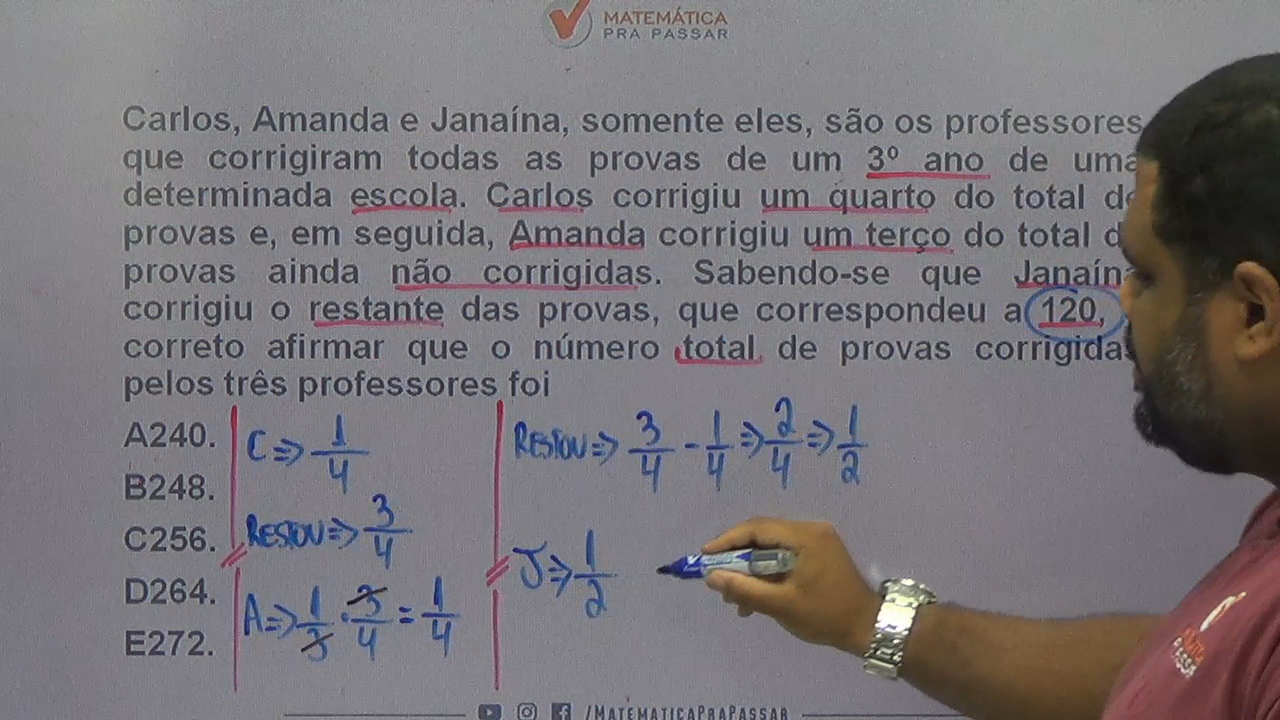 MATEMÁTICA
PRA PASSAR
Carlos, Amanda e Janaína, somente eles, são os professores
que corrigiram todas as provas de um 3º ano de uma
determinada escola. Carlos corrigiu um quarto do total d
provas e, em seguida, Amanda corrigiu um terço do total d
provas ainda não corrigidas. Sabendo-se que Janaín
corrigiu o restante das provas, que correspondeu a 120,
correto afirmar que o número total de provas corrigida
pelos três professores foi
A240.
B248.
C256.
D264.
E272.
C => 1/4
RESTOU => 3/4
A => 1/3 · 3/4 = 1/4
RESTOU => 3/4 - 1/4 => 2/4 => 1/2
J => 1/2
/MATEMATICAPRAPASSAR